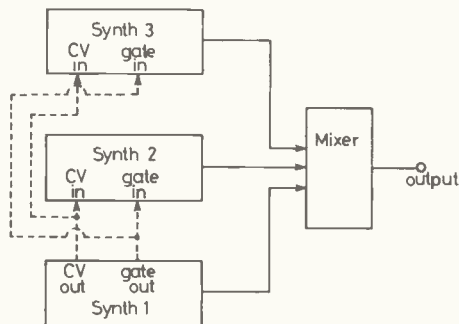 Synth 3
CV in
gate in
Mixer
Synth 2
CV in
gate in
output
CV out
gate out
Synth 1